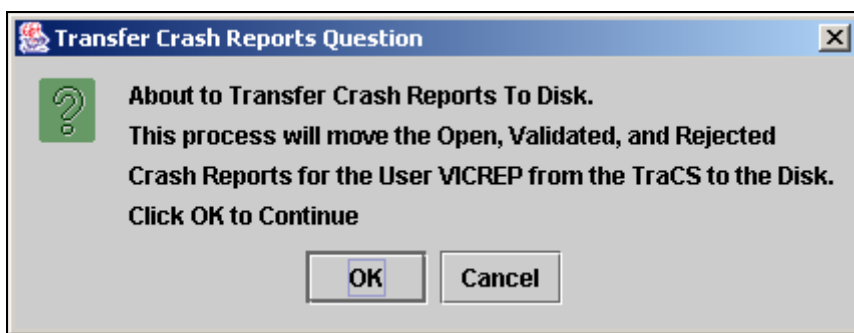 Transfer Crash Reports Question
About to Transfer Crash Reports To Disk.
This process will move the Open, Validated, and Rejected
Crash Reports for the User VICREP from the TraCS to the Disk.
Click OK to Continue
OK Cancel